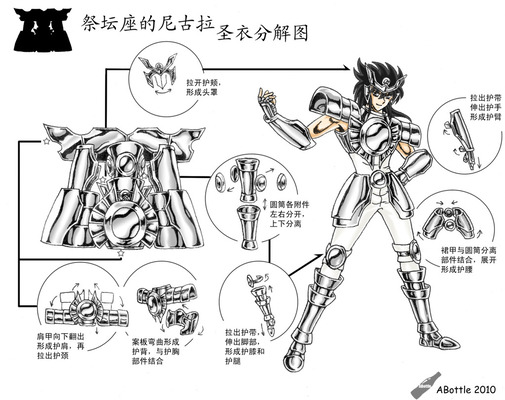 祭坛座的尼古拉
圣衣分解图
拉开护颊,
形成头罩
拉出护带
伸出护手
形成护臂
圆筒各附件
左右分开,
上下分离
裙甲与圆筒分离
部件结合,展开
形成护腰
肩甲向下翻出
形成护肩,再
拉出护颈
案板弯曲形成
护背,与护胸
部件结合
拉出护带,
伸出脚部,
形成护膝和
护腿
ABottle 2010